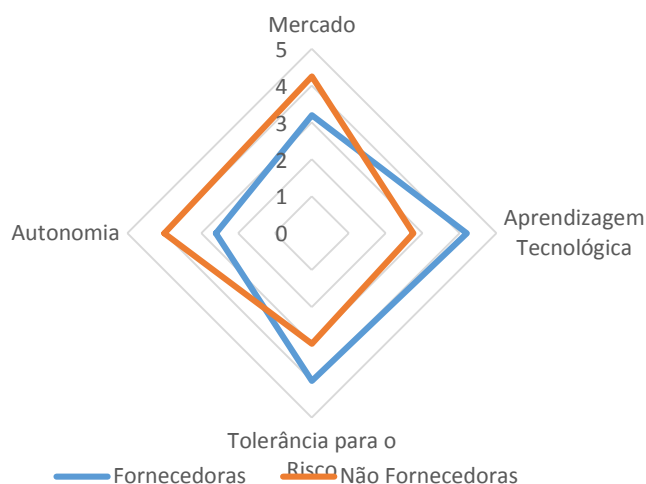 Mercado
5
4
3
2
1
0
Autonomia
Aprendizagem
Tecnológica
Tolerância para o
Risco
Fornecedoras
Não Fornecedoras